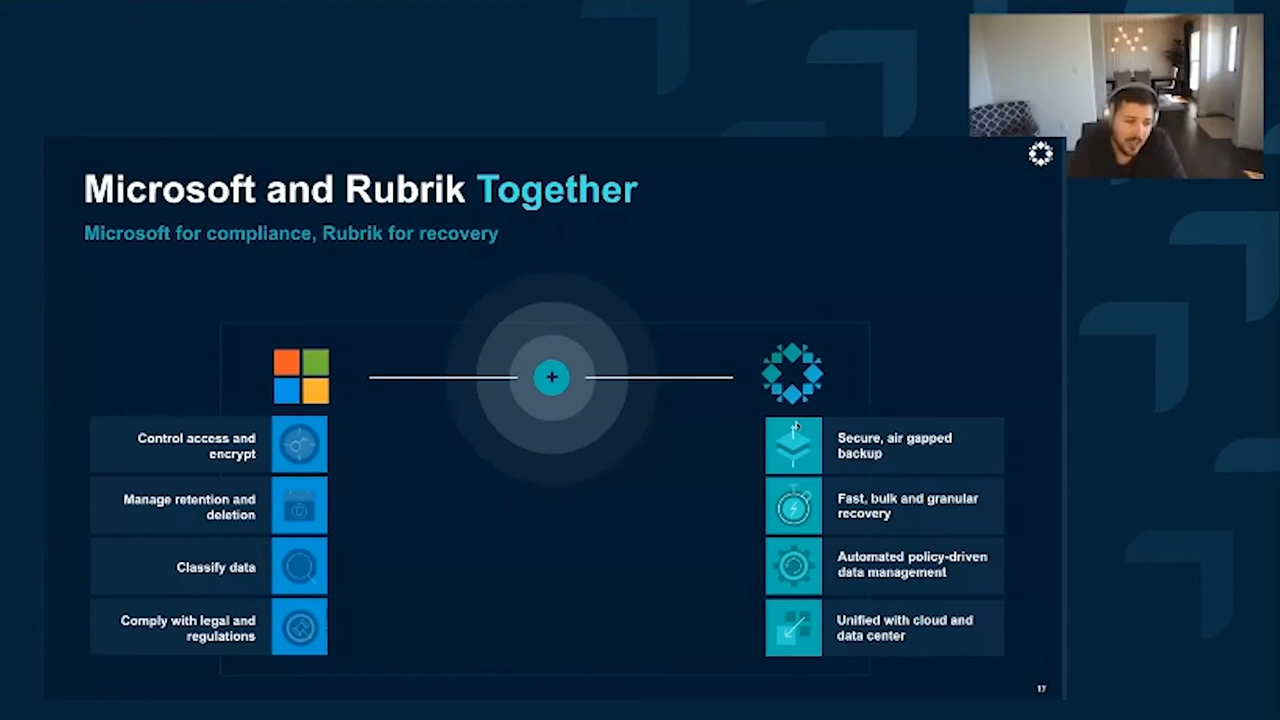 Microsoft and Rubrik Together
Microsoft for compliance, Rubrik for recovery
Control access and
encrypt
Manage retention and
deletion
Classify data
Comply with legal and
regulations
Secure, air gapped
backup
Fast, bulk and granular
recovery
Automated policy-driven
data management
Unified with cloud and
data center
17